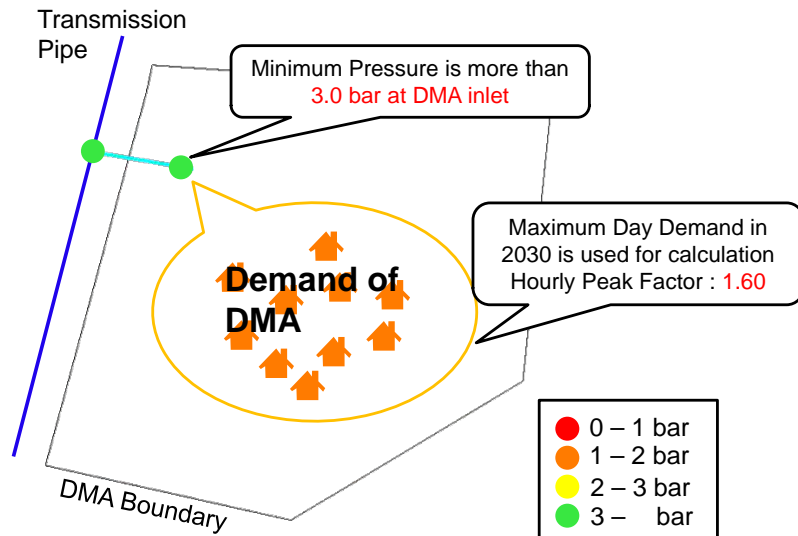 Transmission
Pipe
Minimum Pressure is more than
3.0 bar at DMA inlet
Maximum Day Demand in
2030 is used for calculation
Hourly Peak Factor : 1.60
Demand of
DMA
DMA Boundary
0 – 1 bar
1 – 2 bar
2 – 3 bar
3 – bar